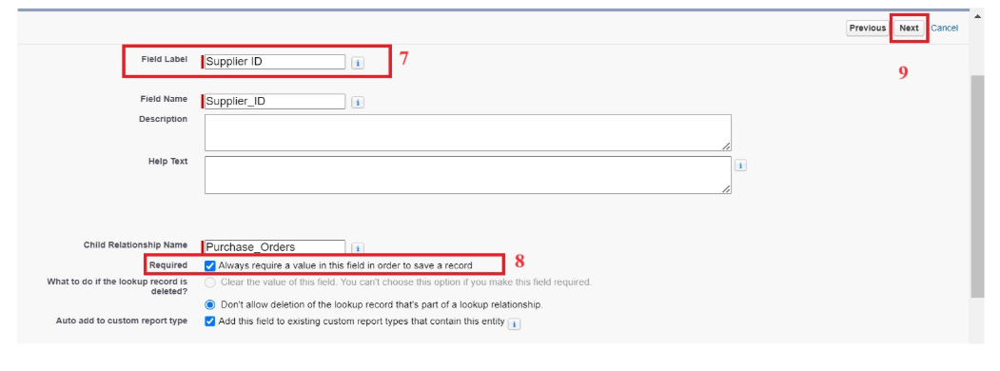 Previous Next Cancel
Field Label Supplier ID i 7
9
Field Name Supplier_ID i
Description
Help Text i
Child Relationship Name Purchase_Orders i
Required Always require a value in this field in order to save a record 8
What to do if the lookup record is
deleted?
Clear the value of this field. You can't choose this option if you make this field required.
Don't allow deletion of the lookup record that's part of a lookup relationship.
Auto add to custom report type Add this field to existing custom report types that contain this entity i